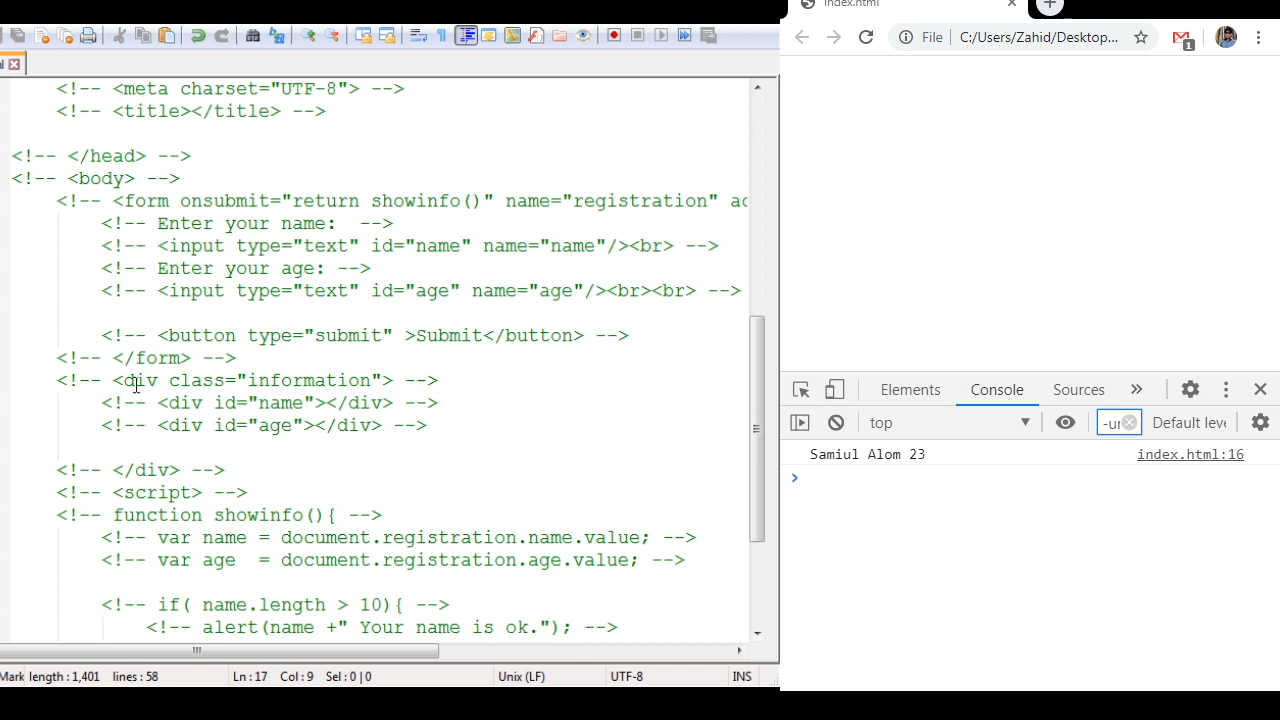 <!-- <meta charset="UTF-8"> -->
<!-- <title></title> -->
<!-- </head> -->
<!-- <body> -->
<!-- <form onsubmit="return showinfo()" name="registration"
<!-- Enter your name:  -->
<!-- <input type="text" id="name" name="name"/><br> -->
<!-- Enter your age: -->
<!-- <input type="text" id="age" name="age"/><br><br> -->
<!-- <button type="submit" >Submit</button> -->
<!-- </form> -->
<!-- <div class="information"> -->
<!-- <div id="name"></div> -->
<!-- <div id="age"></div> -->
<!-- </div> -->
<!-- <script> -->
<!-- function showinfo(){ -->
<!-- var name = document.registration.name.value; -->
<!-- var age  = document.registration.age.value; -->
<!-- if( name.length > 10){ -->
<!-- alert(name +" Your name is ok."); -->
length : 1,401 lines : 58 Ln : 17 Col : 9 Sel : 0 | 0 Unix (LF) UTF-8 INS
index.html
File C:/Users/Zahid/Desktop... 1
Elements Console Sources
top Default leve
Samiul Alom 23 index.html:16